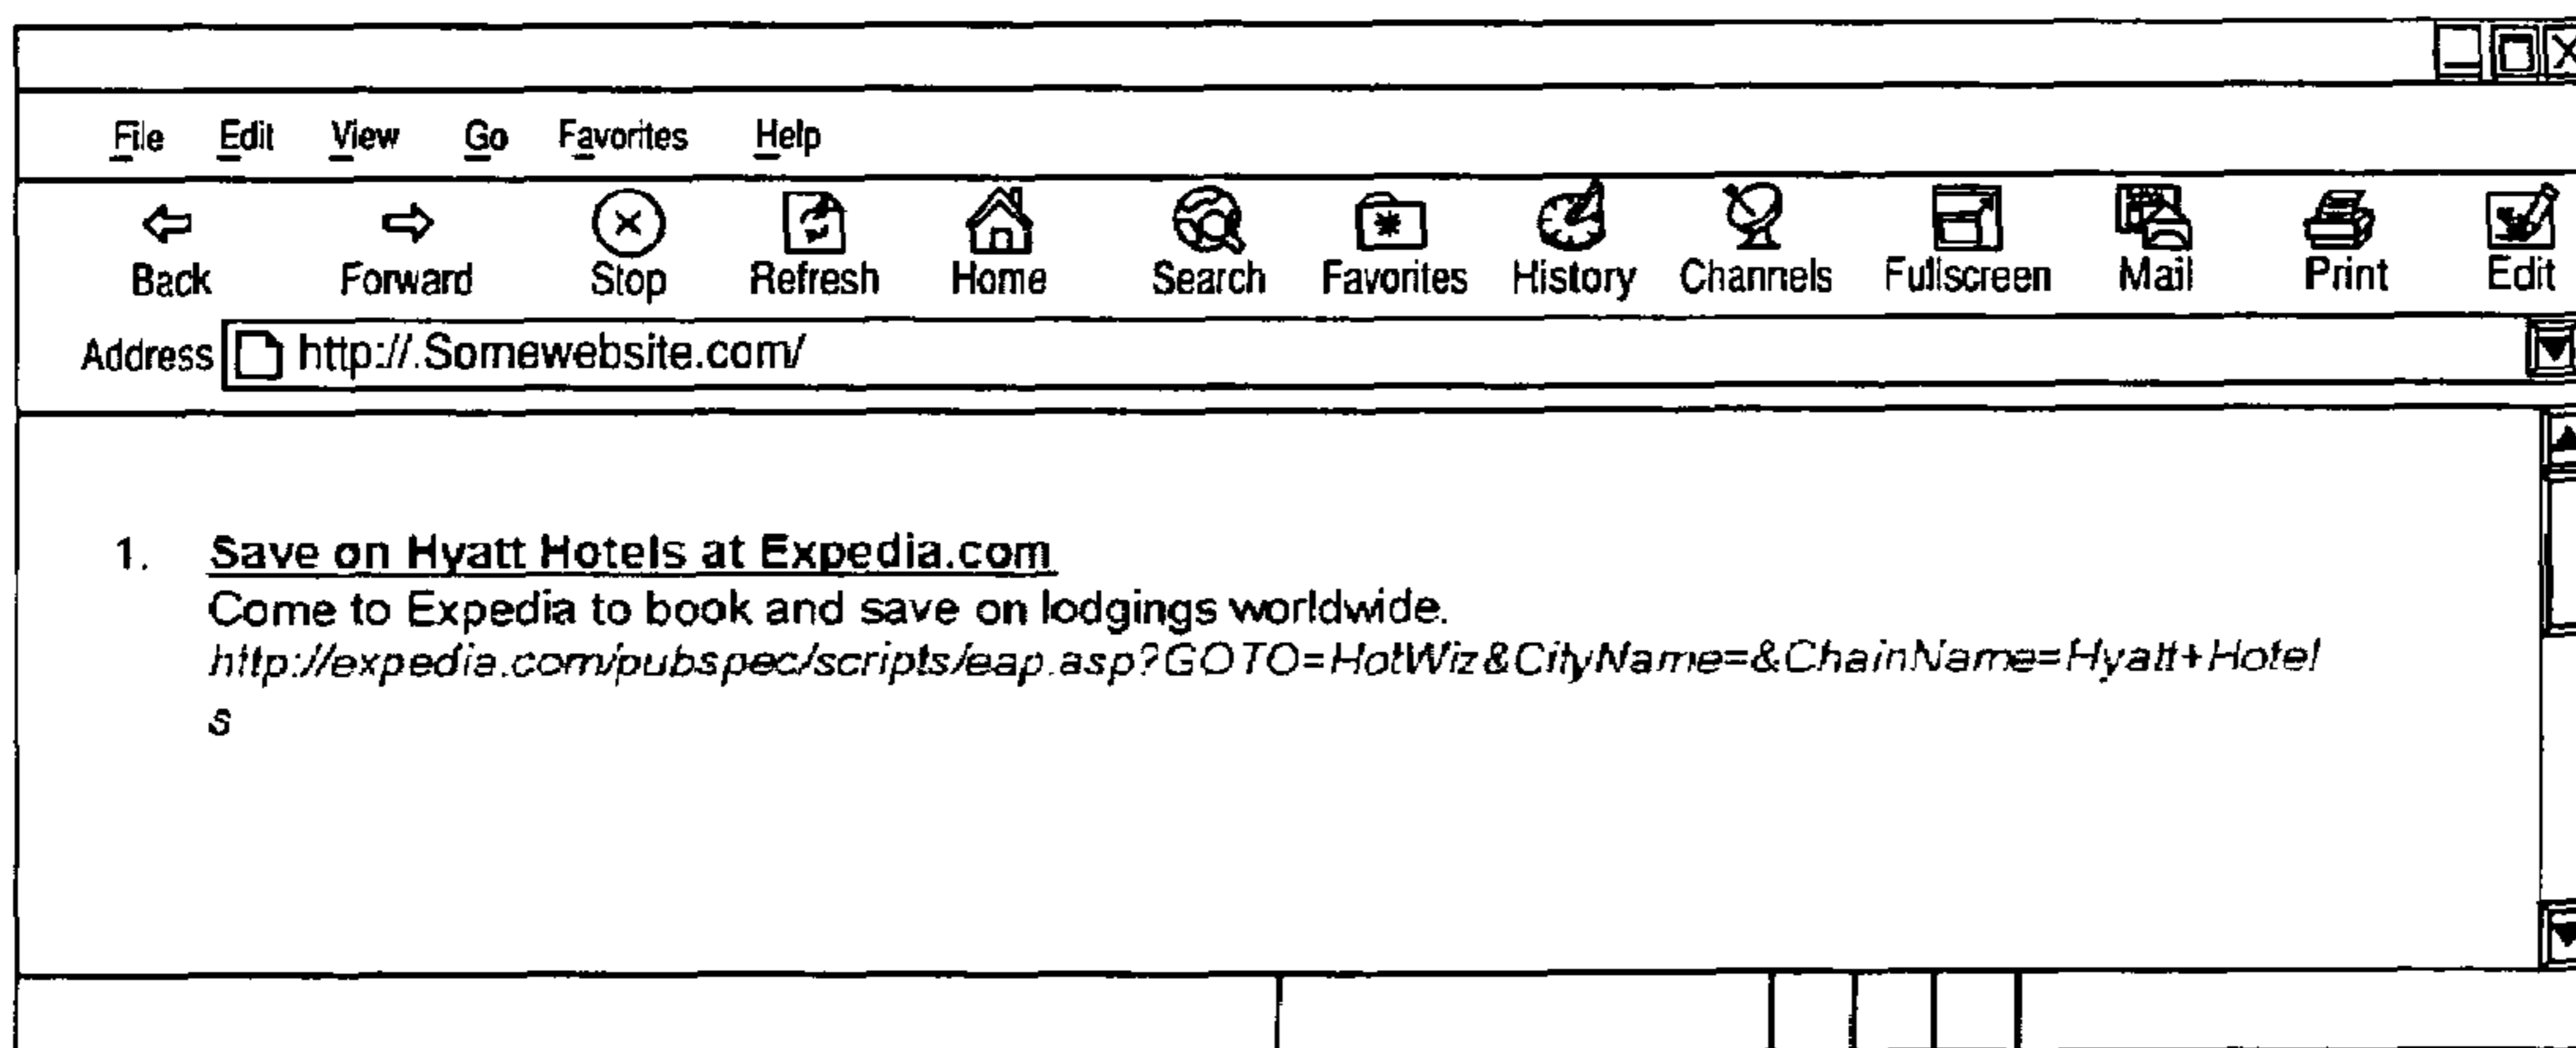 File Edit View Go Favorites Help
Back Forward Stop Refresh Home Search Favorites History Channels Fullscreen Mail Print Edit
Address http://.Somewebsite.com/
1. Save on Hyatt Hotels at Expedia.com
Come to Expedia to book and save on lodgings worldwide.
http://expedia.com/pubspec/scripts/eap.asp?GOTO=HotWiz&CityName=&ChainName=Hyatt+Hotel
s